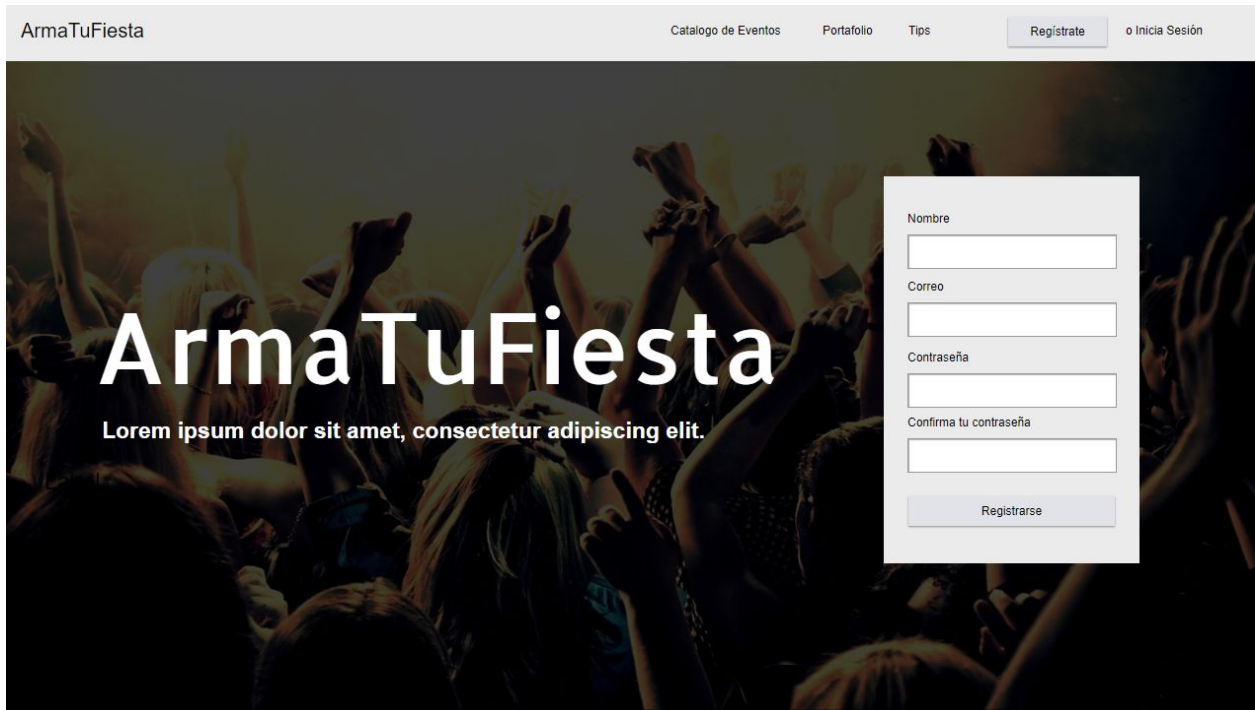 ArmaTuFiesta
Catalogo de Eventos
Portafolio
Tips
Regístrate
o Inicia Sesión
ArmaTuFiesta
Lorem ipsum dolor sit amet, consectetur adipiscing elit.
Nombre
Correo
Contraseña
Confirma tu contraseña
Registrarse